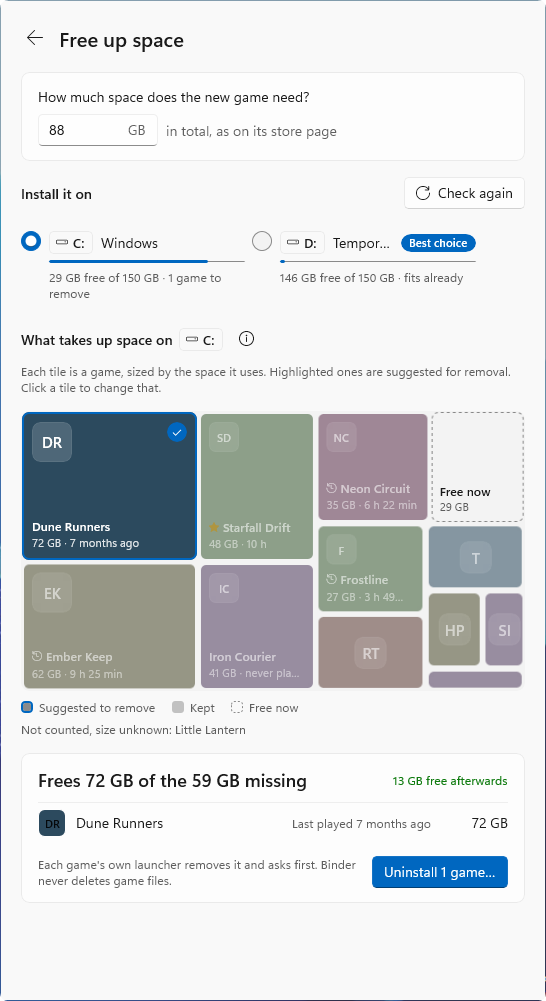 Free up space
How much space does the new game need?
88 GB in total, as on its store page
Install it on
Check again
C: Windows
29 GB free of 150 GB · 1 game to
remove
D: Tempor... Best choice
146 GB free of 150 GB · fits already
What takes up space on C:
Each tile is a game, sized by the space it uses. Highlighted ones are suggested for removal.
Click a tile to change that.
DR
Dune Runners
72 GB · 7 months ago
SD
Starfall Drift
48 GB · 10 h
NC
Neon Circuit
35 GB · 6 h 22 min
Free now
29 GB
F
Frostline
27 GB · 3 h 49...
T
EK
Ember Keep
62 GB · 9 h 25 min
IC
Iron Courier
41 GB · never pla...
RT
HP
SI
Suggested to remove
Kept
Free now
Not counted, size unknown: Little Lantern
Frees 72 GB of the 59 GB missing
13 GB free afterwards
DR Dune Runners Last played 7 months ago 72 GB
Each game's own launcher removes it and asks first. Binder
never deletes game files.
Uninstall 1 game...